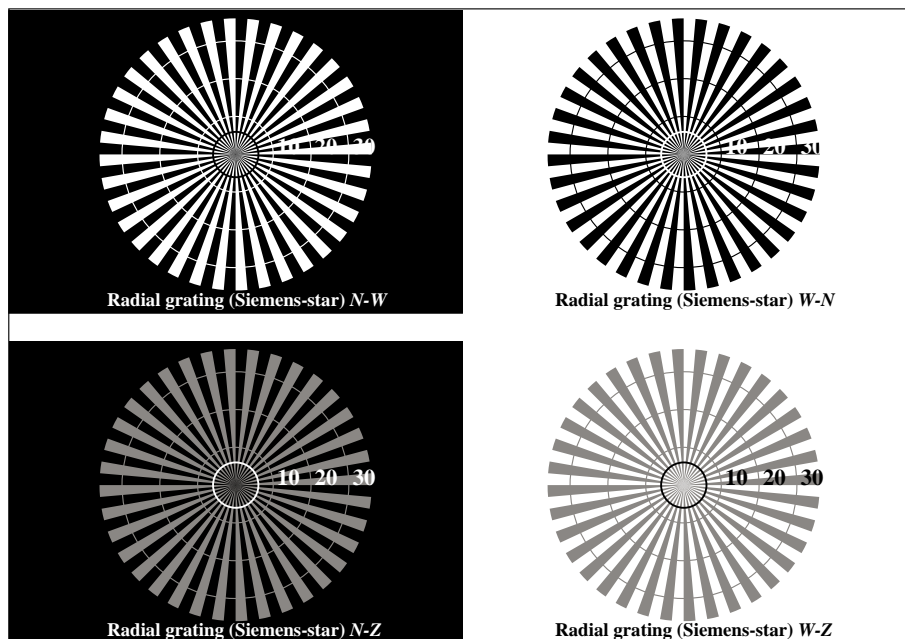 10 20 30
Radial grating (Siemens-star) N-W
10 20 30
Radial grating (Siemens-star) W-N
10 20 30
Radial grating (Siemens-star) N-Z
10 20 30
Radial grating (Siemens-star) W-Z